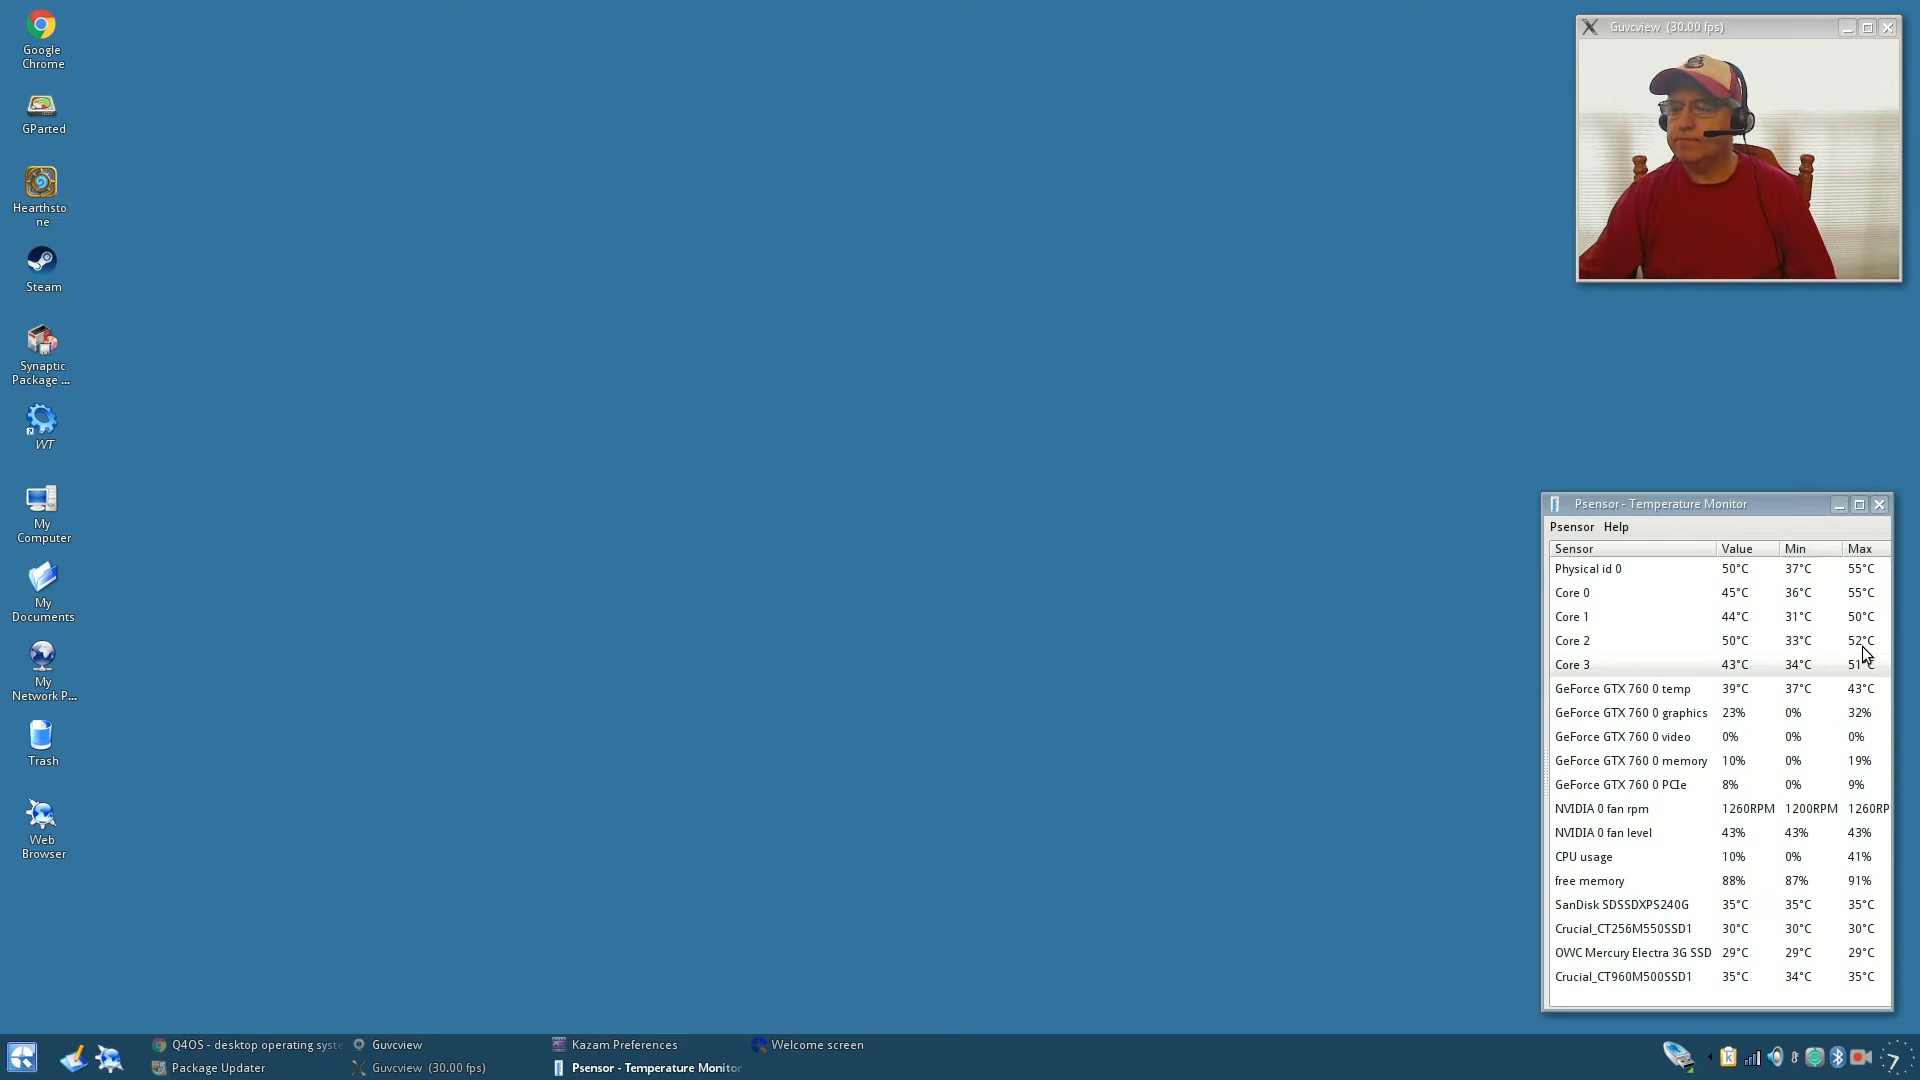 Google
Chrome
GParted
Hearthsto
ne
Steam
Synaptic
Package ...
WT
My
Computer
My
Documents
My
Network P...
Trash
Web
Browser
Guvcview (30.00 fps)
Psensor - Temperature Monitor
Psensor Help
Sensor Value Min Max
Physical id 0 50°C 37°C 55°C
Core 0 45°C 36°C 55°C
Core 1 44°C 31°C 50°C
Core 2 50°C 33°C 52°C
Core 3 43°C 34°C 51°C
GeForce GTX 760 0 temp 39°C 37°C 43°C
GeForce GTX 760 0 graphics 23% 0% 32%
GeForce GTX 760 0 video 0% 0% 0%
GeForce GTX 760 0 memory 10% 0% 19%
GeForce GTX 760 0 PCIe 8% 0% 9%
NVIDIA 0 fan rpm 1260RPM 1200RPM 1260RP
NVIDIA 0 fan level 43% 43% 43%
CPU usage 10% 0% 41%
free memory 88% 87% 91%
SanDisk SDSSDXPS240G 35°C 35°C 35°C
Crucial_CT256M550SSD1 30°C 30°C 30°C
OWC Mercury Electra 3G SSD 29°C 29°C 29°C
Crucial_CT960M500SSD1 35°C 34°C 35°C
Q4OS - desktop operating syste Guvcview Kazam Preferences Welcome screen
Package Updater Guvcview (30.00 fps) Psensor - Temperature Monitor